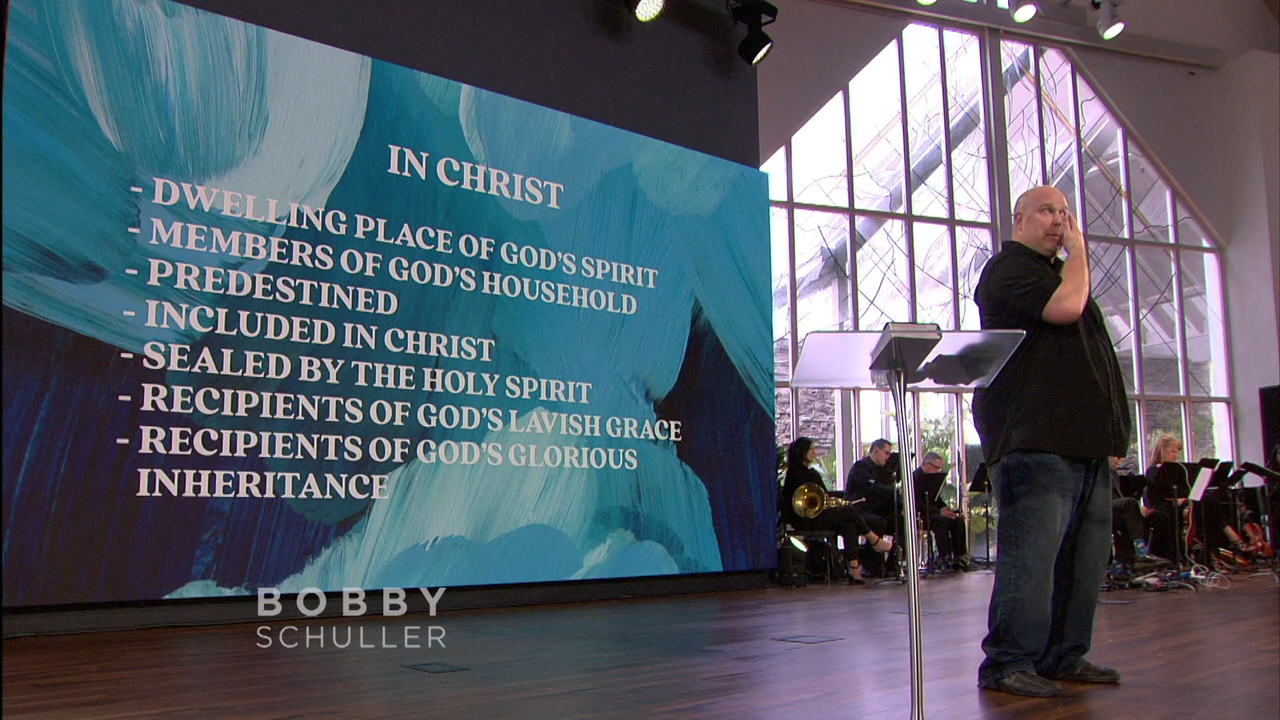 IN CHRIST
- DWELLING PLACE OF GOD'S SPIRIT
- MEMBERS OF GOD'S HOUSEHOLD
- PREDESTINED
- INCLUDED IN CHRIST
- SEALED BY THE HOLY SPIRIT
- RECIPIENTS OF GOD'S LAVISH GRACE
- RECIPIENTS OF GOD'S GLORIOUS
INHERITANCE
BOBBY
SCHULLER